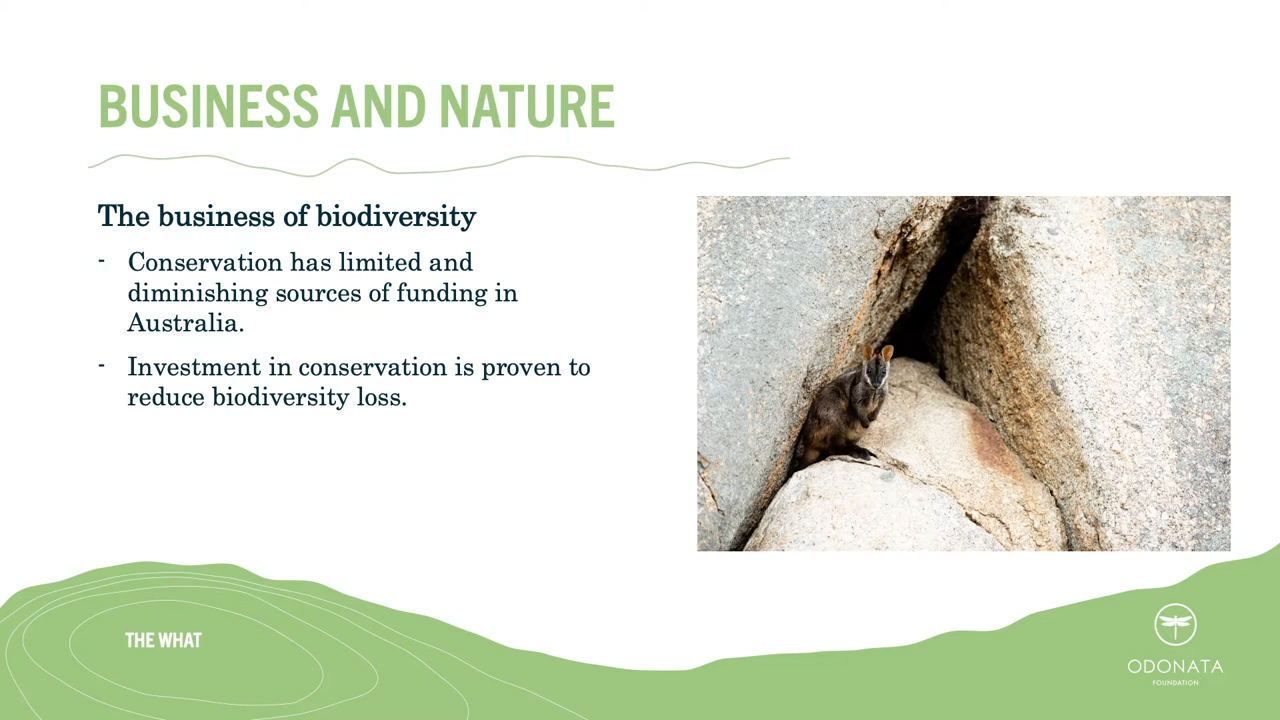 BUSINESS AND NATURE
The business of biodiversity
- Conservation has limited and
diminishing sources of funding in
Australia.
- Investment in conservation is proven to
reduce biodiversity loss.
THE WHAT
ODONATA
FOUNDATION